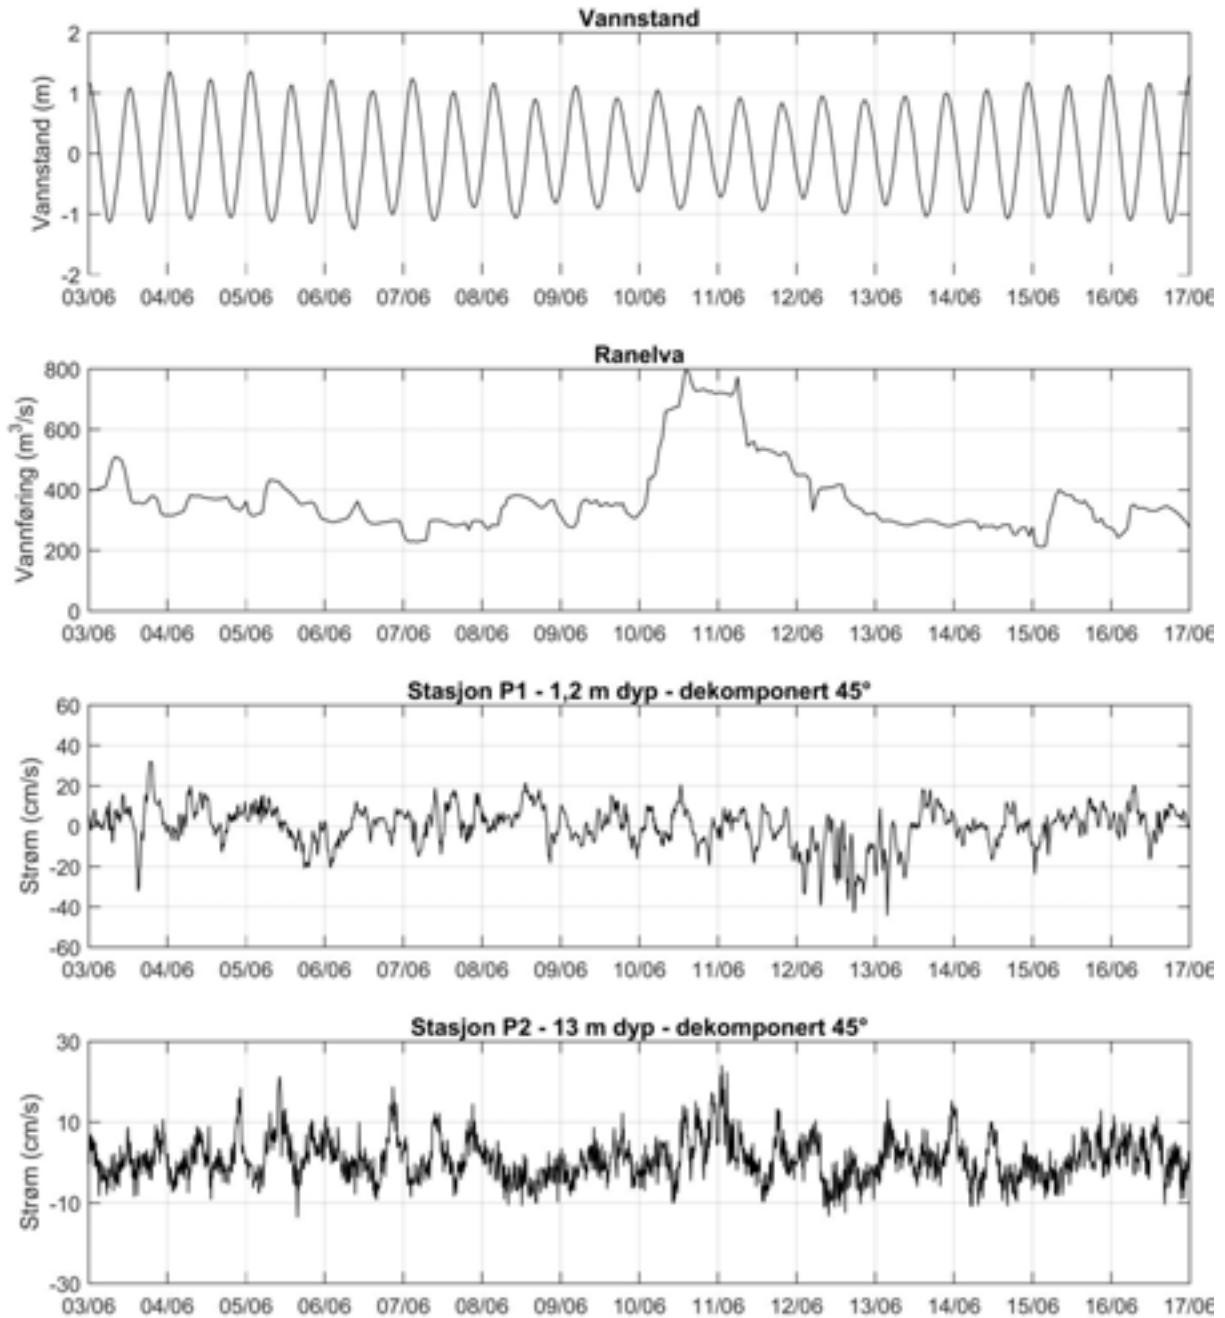 Vannstand
Vannstand (m)
2
1
0
-1
-2
03/06 04/06 05/06 06/06 07/06 08/06 09/06 10/06 11/06 12/06 13/06 14/06 15/06 16/06 17/06
Ranelva
Vannføring (m³/s)
800
600
400
200
0
03/06 04/06 05/06 06/06 07/06 08/06 09/06 10/06 11/06 12/06 13/06 14/06 15/06 16/06 17/06
Stasjon P1 - 1,2 m dyp - dekomponert 45°
Strøm (cm/s)
60
40
20
0
-20
-40
-60
03/06 04/06 05/06 06/06 07/06 08/06 09/06 10/06 11/06 12/06 13/06 14/06 15/06 16/06 17/06
Stasjon P2 - 13 m dyp - dekomponert 45°
Strøm (cm/s)
30
10
-10
-30
03/06 04/06 05/06 06/06 07/06 08/06 09/06 10/06 11/06 12/06 13/06 14/06 15/06 16/06 17/06